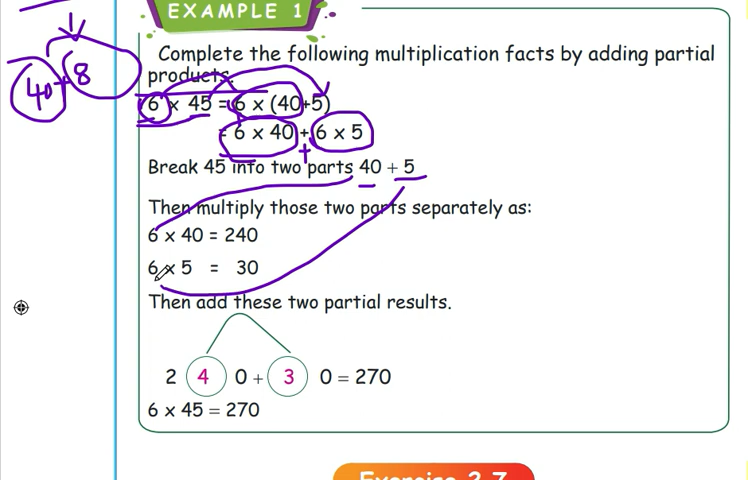 EXAMPLE 1
40+8
Complete the following multiplication facts by adding partial
products.
6 x 45 = 6 x (40+5)
= 6 x 40 + 6 x 5
+
Break 45 into two parts 40 + 5
Then multiply those two parts separately as:
6 x 40 = 240
6 x 5 = 30
Then add these two partial results.
2 4 0 + 3 0 = 270
6 x 45 = 270
Exercise 2.7